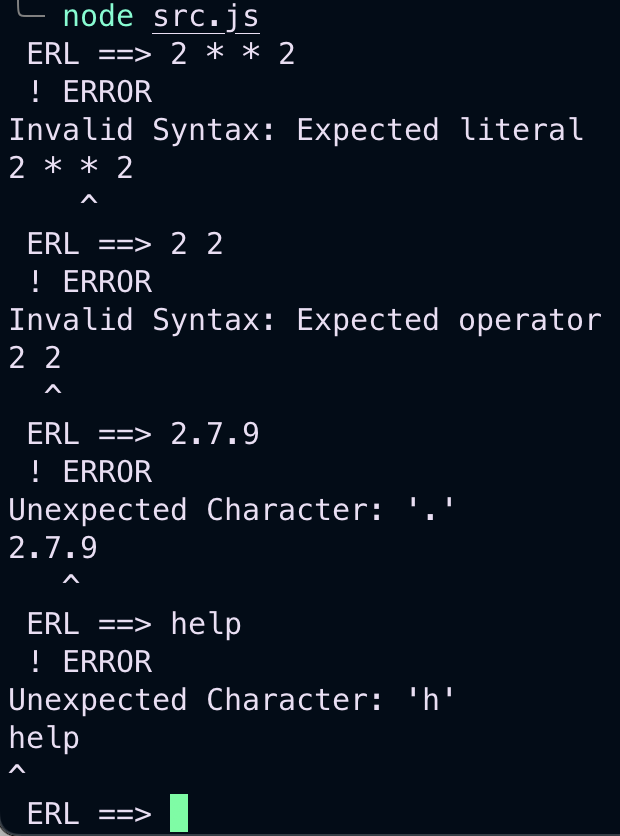 node src.js
ERL ==> 2 * * 2
! ERROR
Invalid Syntax: Expected literal
2 * * 2
^
ERL ==> 2 2
! ERROR
Invalid Syntax: Expected operator
2 2
^
ERL ==> 2.7.9
! ERROR
Unexpected Character: '.'
2.7.9
^
ERL ==> help
! ERROR
Unexpected Character: 'h'
help
^
ERL ==>